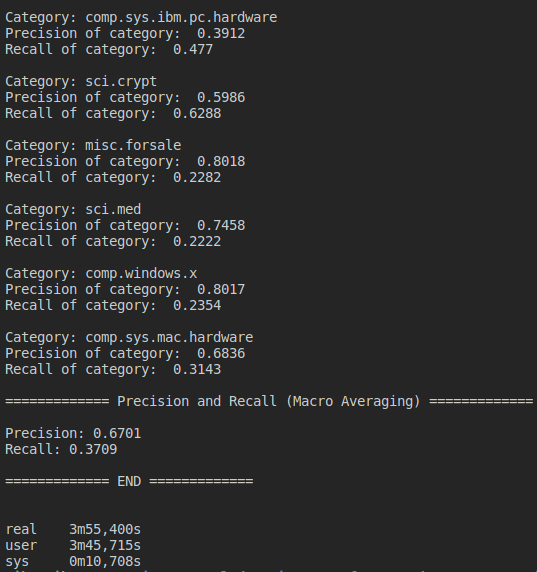 Category: comp.sys.ibm.pc.hardware
Precision of category:  0.3912
Recall of category:  0.477
Category: sci.crypt
Precision of category:  0.5986
Recall of category:  0.6288
Category: misc.forsale
Precision of category:  0.8018
Recall of category:  0.2282
Category: sci.med
Precision of category:  0.7458
Recall of category:  0.2222
Category: comp.windows.x
Precision of category:  0.8017
Recall of category:  0.2354
Category: comp.sys.mac.hardware
Precision of category:  0.6836
Recall of category:  0.3143
============= Precision and Recall (Macro Averaging) =============
Precision: 0.6701
Recall: 0.3709
============= END =============
real    3m55,400s
user    3m45,715s
sys     0m10,708s